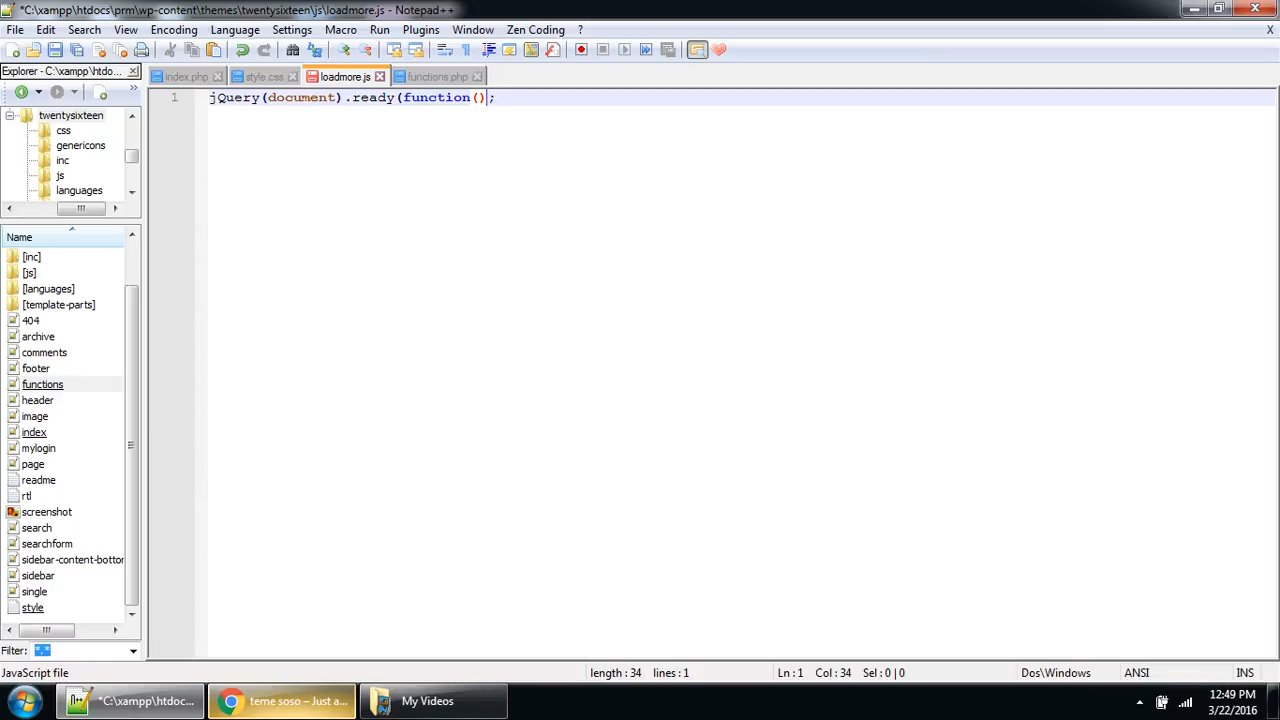 *C:\xampp\htdocs\prm\wp-content\themes\twentysixteen\js\loadmore.js - Notepad++
File Edit Search View Encoding Language Settings Macro Run Plugins Window Zen Coding ? X
Explorer - C:\xampp\htdo...
index.php style.css loadmore.js functions.php
twentysixteen
css
genericons
inc
js
languages
1 jQuery(document).ready(function();
Name
[inc]
[js]
[languages]
[template-parts]
404
archive
comments
footer
functions
header
image
index
mylogin
page
readme
rtl
screenshot
search
searchform
sidebar-content-bottor
sidebar
single
style
Filter: *.*
JavaScript file length : 34 lines : 1 Ln : 1 Col : 34 Sel : 0 | 0 Dos\Windows ANSI INS
*C:\xampp\htdoc... teme soso – Just a... My Videos
12:49 PM
3/22/2016